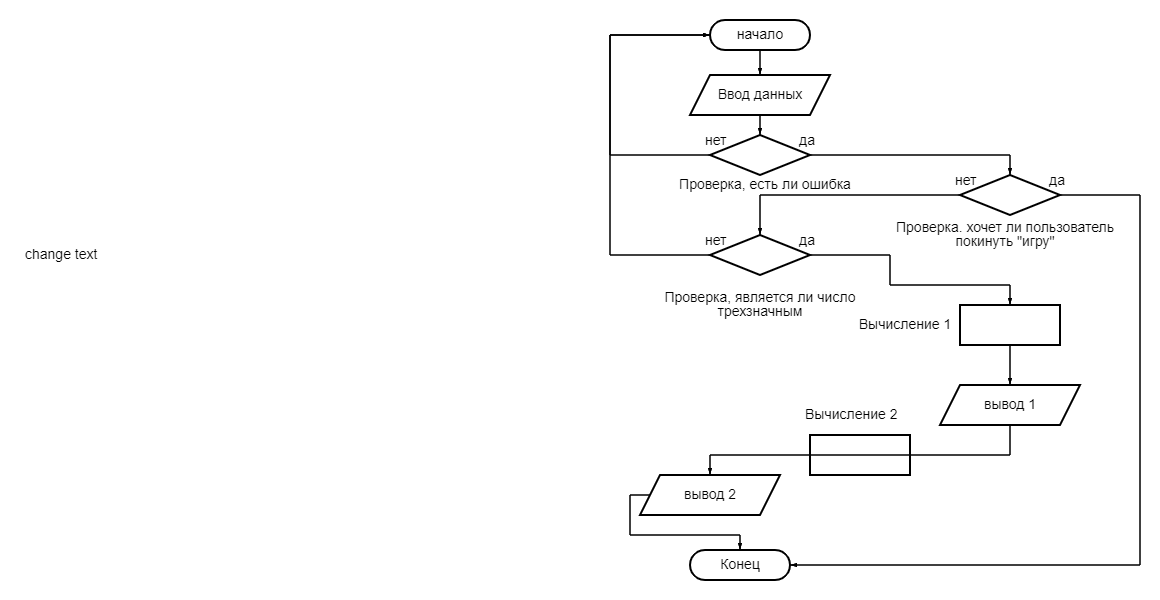 начало
Ввод данных
нет
да
Проверка, есть ли ошибка
нет
да
Проверка. хочет ли пользователь
покинуть "игру"
нет
да
change text
Проверка, является ли число
трехзначным
Вычисление 1
вывод 1
Вычисление 2
вывод 2
Конец